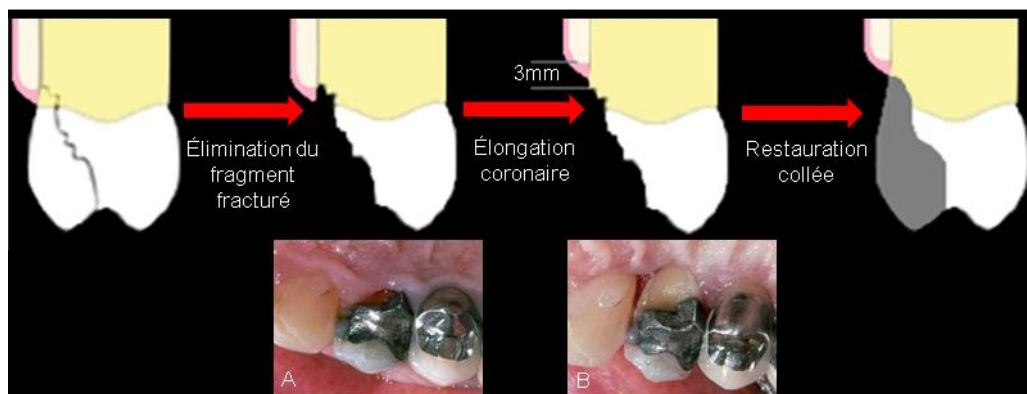 Élimination du
fragment
fracturé
3mm
Élongation
coronaire
Restauration
collée
A
B